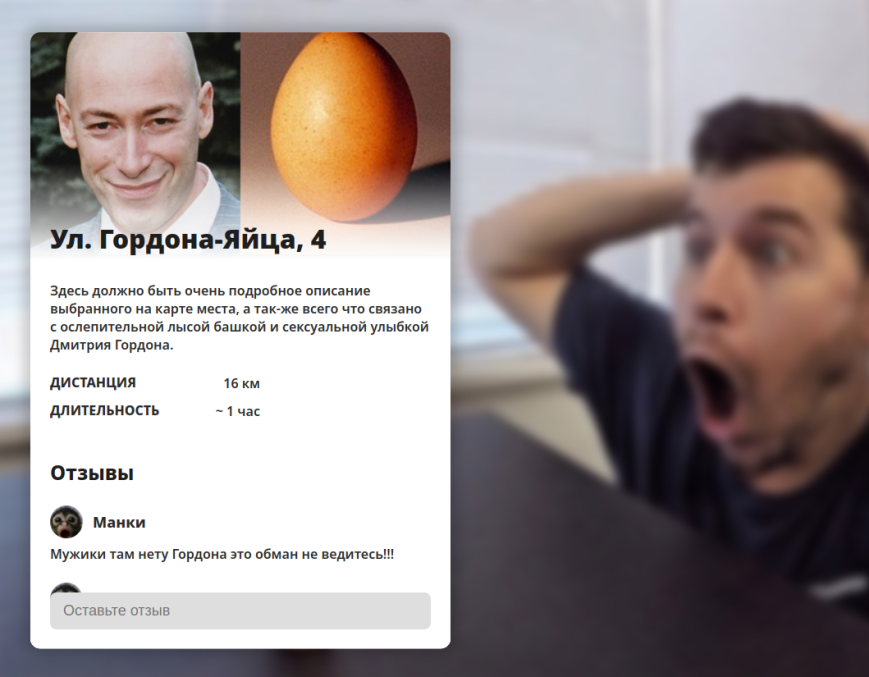 Ул. Гордона-Яйца, 4
Здесь должно быть очень подробное описание
выбранного на карте места, а так-же всего что связано
с ослепительной лысой башкой и сексуальной улыбкой
Дмитрия Гордона.
ДИСТАНЦИЯ 16 км
ДЛИТЕЛЬНОСТЬ ~ 1 час
Отзывы
Манки
Мужики там нету Гордона это обман не ведитесь!!!
Оставьте отзыв